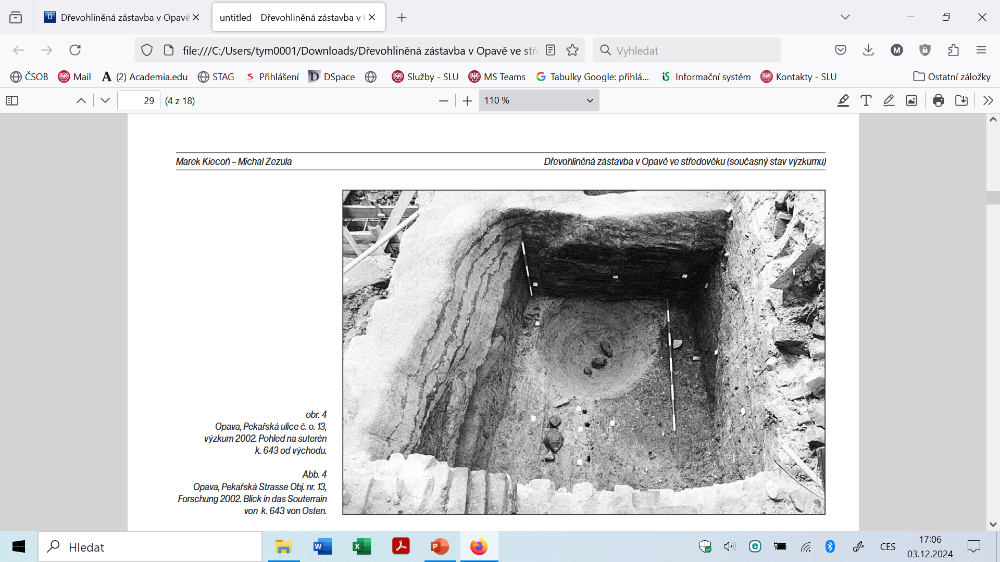 Dřevohliněná zástavba v Opavě
untitled - Dřevohliněná zástavba v
file:///C:/Users/tym0001/Downloads/Dřevohliněná zástavba v Opavě ve stře
Vyhledat
M
ČSOB
Mail
(2) Academia.edu
STAG
Přihlášení
DSpace
Služby - SLU
MS Teams
Tabulky Google: přihlá...
Informační systém
Kontakty - SLU
Ostatní záložky
29
(4 z 18)
110 %
Marek Kiecoň – Michal Zezula
Dřevohliněná zástavba v Opavě ve středověku (současný stav výzkumu)
obr. 4
Opava, Pekařská ulice č. o. 13,
výzkum 2002. Pohled na suterén
k. 643 od východu.
Abb. 4
Opava, Pekařská Strasse Obj. nr. 13,
Forschung 2002. Blick in das Souterrain
von k. 643 von Osten.
Hledat
CES
17:06
03.12.2024